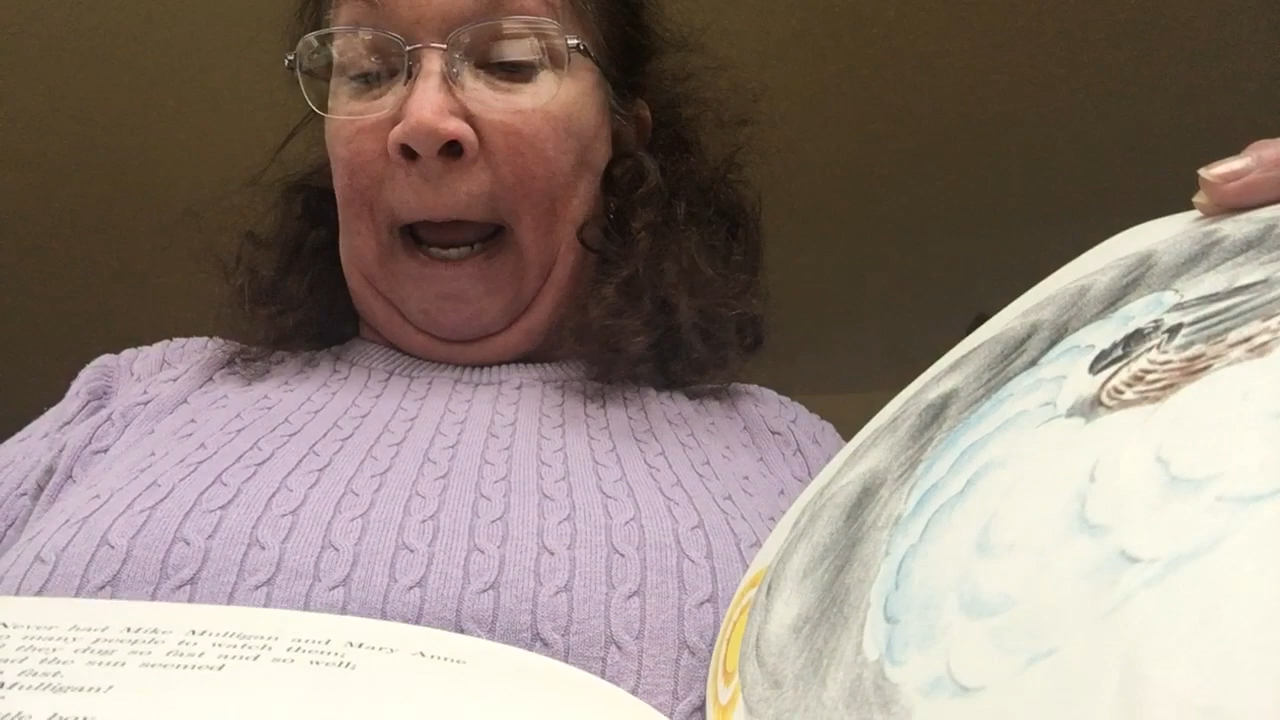 Never had Mike Mulligan and Mary Anne
so many people to watch them;
they dug so fast and so well;
the sun seemed
fast.
Mulligan!
boy